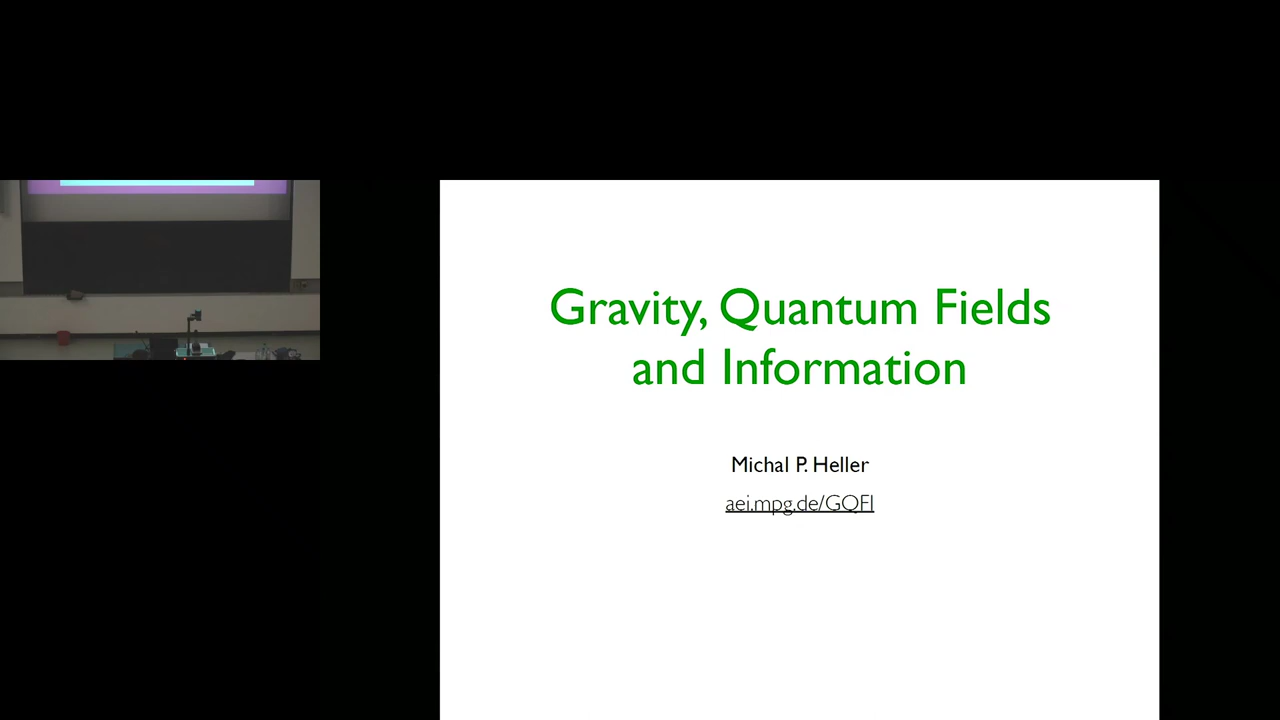 Gravity, Quantum Fields
and Information
Michal P. Heller
aei.mpg.de/GQFI